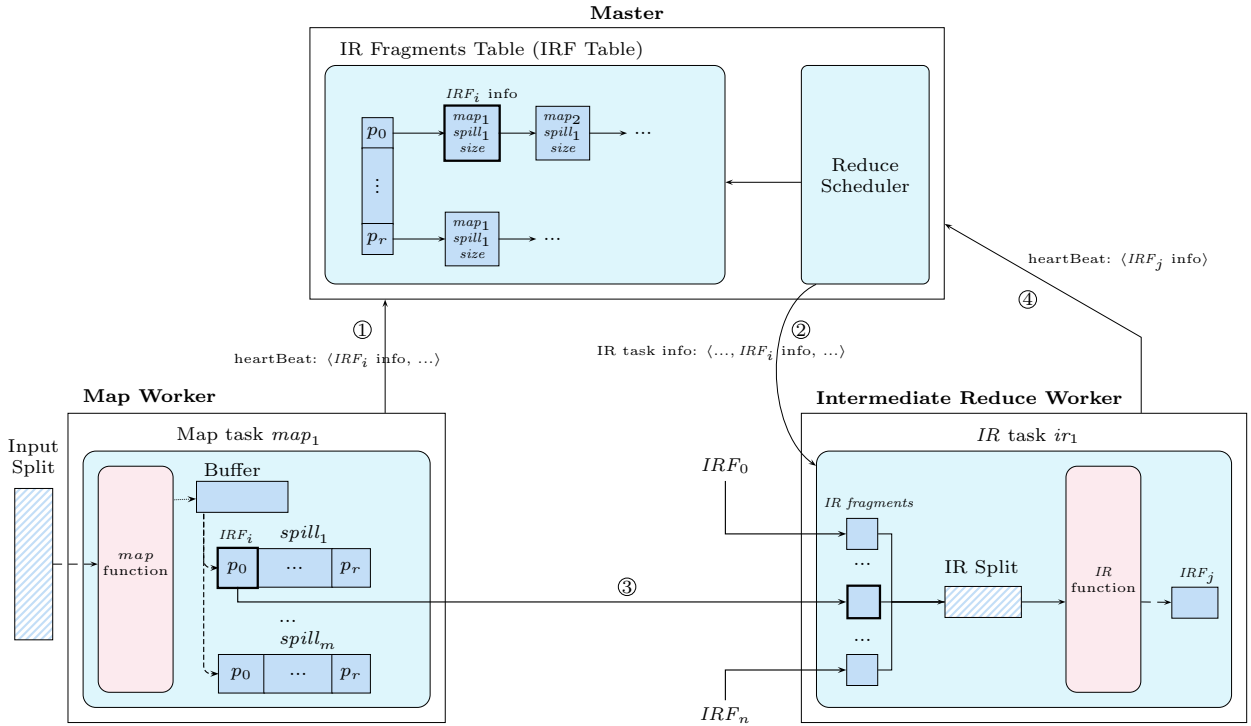 Master
IR Fragments Table (IRF Table)
IRF_i info
p_0
map_1
spill_1
size
map_2
spill_1
size
...
⋮
p_r
map_1
spill_1
size
...
Reduce
Scheduler
①
heartBeat: ⟨IRF_i info, ...⟩
②
IR task info: ⟨..., IRF_i info, ...⟩
heartBeat: ⟨IRF_j info⟩
④
Map Worker
Map task map_1
Input
Split
map
function
Buffer
IRF_i
spill_1
p_0
...
p_r
...
spill_m
p_0
...
p_r
③
Intermediate Reduce Worker
IR task ir_1
IRF_0
IR fragments
...
...
IRF_n
IR Split
IR
function
IRF_j